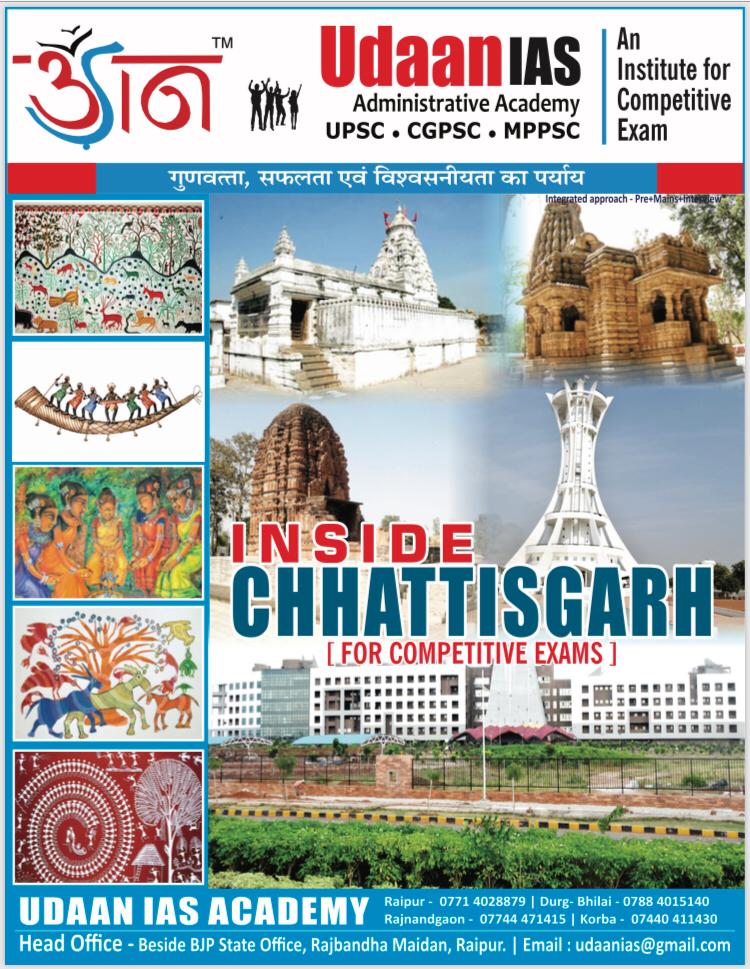 उड़ान TM
Udaan IAS
Administrative Academy
UPSC • CGPSC • MPPSC
An
Institute for
Competitive
Exam
गुणवत्ता, सफलता एवं विश्वसनीयता का पर्याय
Integrated approach - Pre+Mains+Interview
INSIDE
CHHATTISGARH
[ FOR COMPETITIVE EXAMS ]
UDAAN IAS ACADEMY
Raipur - 0771 4028879 | Durg- Bhilai - 0788 4015140
Rajnandgaon - 07744 471415 | Korba - 07440 411430
Head Office - Beside BJP State Office, Rajbandha Maidan, Raipur. | Email : udaanias@gmail.com